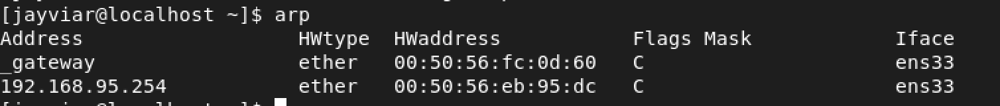 [jayviar@localhost ~]$ arp
Address                  HWtype  HWaddress           Flags Mask            Iface
_gateway                 ether   00:50:56:fc:0d:60   C                     ens33
192.168.95.254           ether   00:50:56:eb:95:dc   C                     ens33